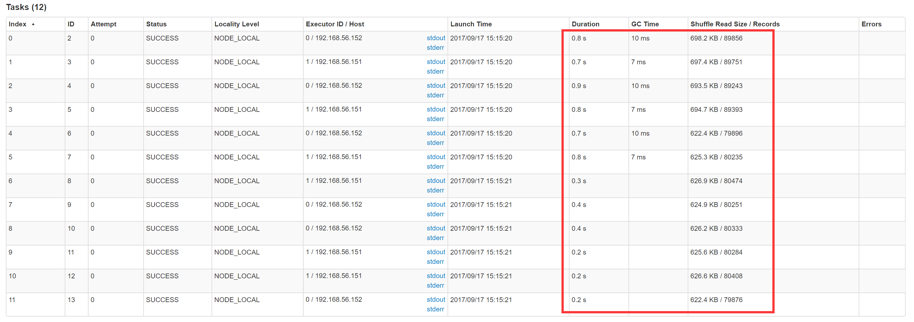 Tasks (12)
Index ID Attempt Status Locality Level Executor ID / Host Launch Time Duration GC Time Shuffle Read Size / Records Errors
0 2 0 SUCCESS NODE_LOCAL 0 / 192.168.56.152 stdout 2017/09/17 15:15:20 0.8 s 10 ms 698.2 KB / 89856
stderr
1 3 0 SUCCESS NODE_LOCAL 1 / 192.168.56.151 stdout 2017/09/17 15:15:20 0.7 s 7 ms 697.4 KB / 89751
stderr
2 4 0 SUCCESS NODE_LOCAL 0 / 192.168.56.152 stdout 2017/09/17 15:15:20 0.9 s 10 ms 693.5 KB / 89243
stderr
3 5 0 SUCCESS NODE_LOCAL 1 / 192.168.56.151 stdout 2017/09/17 15:15:20 0.8 s 7 ms 694.7 KB / 89393
stderr
4 6 0 SUCCESS NODE_LOCAL 0 / 192.168.56.152 stdout 2017/09/17 15:15:20 0.7 s 10 ms 622.4 KB / 79896
stderr
5 7 0 SUCCESS NODE_LOCAL 1 / 192.168.56.151 stdout 2017/09/17 15:15:20 0.8 s 7 ms 625.3 KB / 80235
stderr
6 8 0 SUCCESS NODE_LOCAL 1 / 192.168.56.151 stdout 2017/09/17 15:15:21 0.3 s 626.9 KB / 80474
stderr
7 9 0 SUCCESS NODE_LOCAL 0 / 192.168.56.152 stdout 2017/09/17 15:15:21 0.4 s 624.9 KB / 80251
stderr
8 10 0 SUCCESS NODE_LOCAL 0 / 192.168.56.152 stdout 2017/09/17 15:15:21 0.4 s 626.2 KB / 80333
stderr
9 11 0 SUCCESS NODE_LOCAL 1 / 192.168.56.151 stdout 2017/09/17 15:15:21 0.2 s 625.6 KB / 80284
stderr
10 12 0 SUCCESS NODE_LOCAL 1 / 192.168.56.151 stdout 2017/09/17 15:15:21 0.2 s 626.6 KB / 80408
stderr
11 13 0 SUCCESS NODE_LOCAL 0 / 192.168.56.152 stdout 2017/09/17 15:15:21 0.2 s 622.4 KB / 79876
stderr